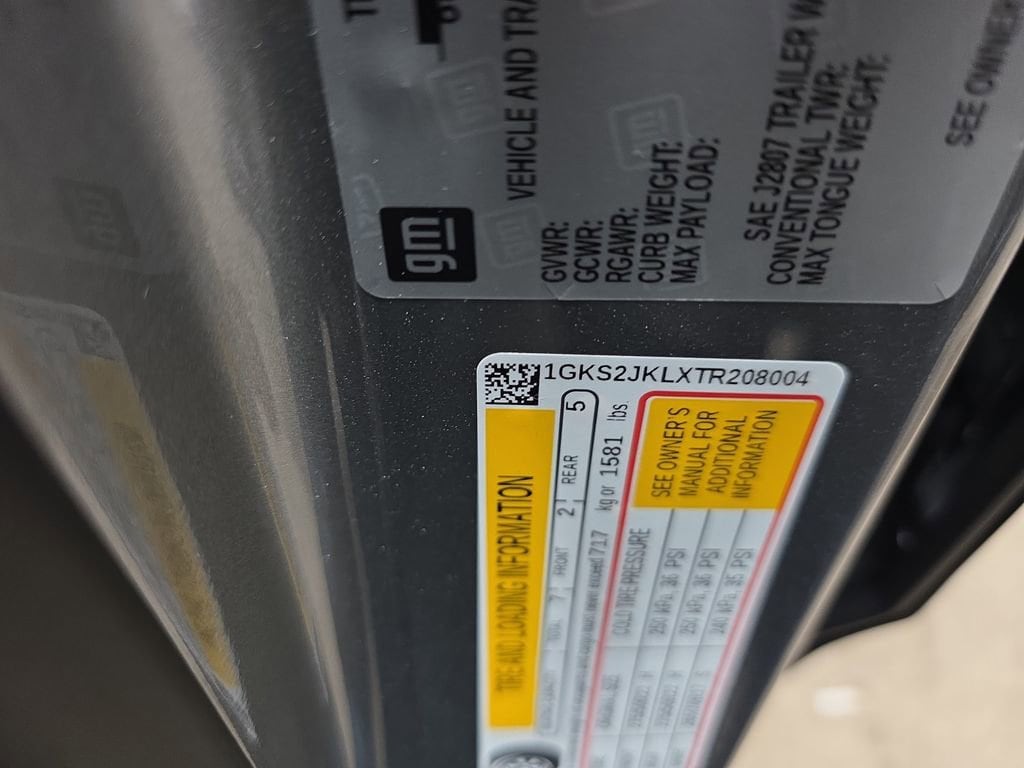 gm
VEHICLE AND
GVWR:
GCWR:
RGAWR:
CURB WEIGHT:
MAX PAYLOAD:
SAE J2807 TRAILER
CONVENTIONAL TWR:
MAX TONGUE WEIGHT:
SEE OWNER
1GKS2JKLXTR208004
TIRE AND LOADING INFORMATION
TOTAL 7 FRONT 2 REAR 5
exceed 717 kg or 1581 lbs.
COLD TIRE PRESSURE
250 kPa, 36 PSI
250 kPa, 36 PSI
240 kPa, 35 PSI
SEE OWNER'S
MANUAL FOR
ADDITIONAL
INFORMATION